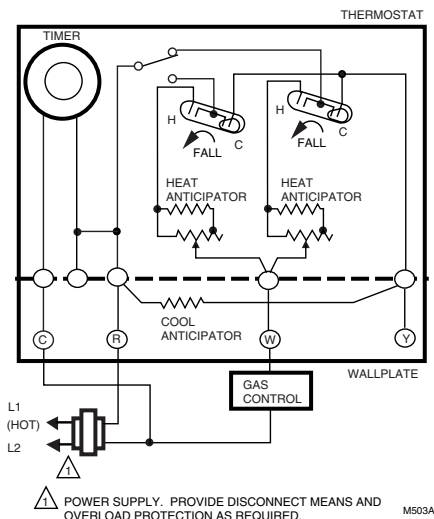 THERMOSTAT
TIMER
H
C
FALL
H
C
FALL
HEAT
ANTICIPATOR
HEAT
ANTICIPATOR
COOL
ANTICIPATOR
C
R
W
Y
WALLPLATE
GAS
CONTROL
L1
(HOT)
L2
1
1 POWER SUPPLY. PROVIDE DISCONNECT MEANS AND
OVERLOAD PROTECTION AS REQUIRED.
M503A